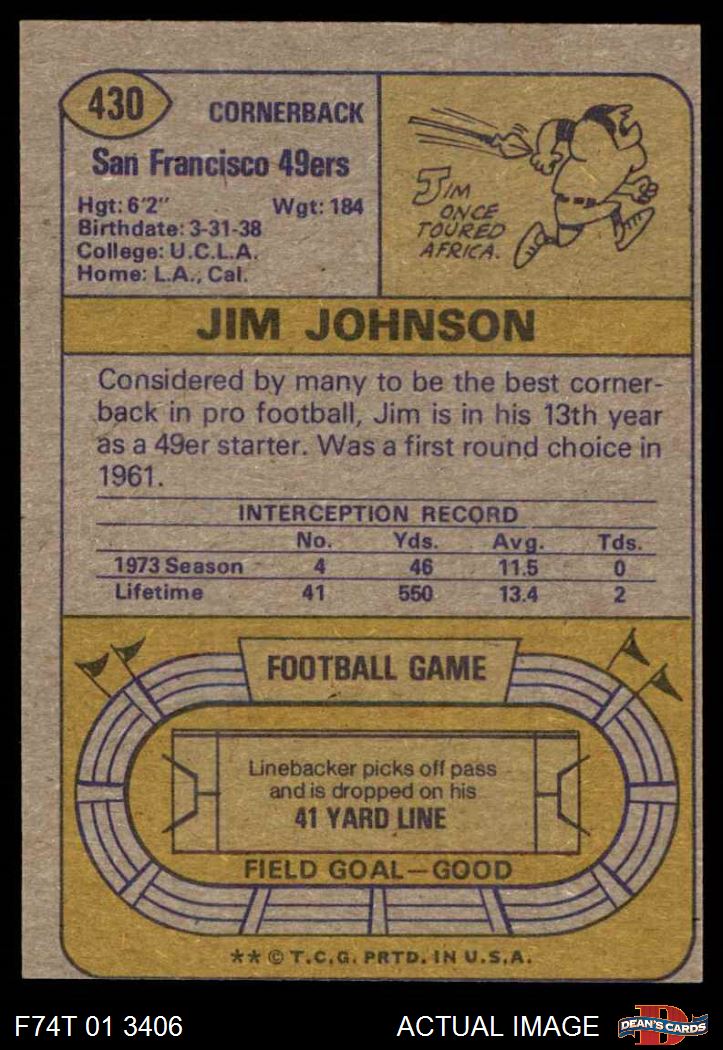 430
CORNERBACK
San Francisco 49ers
Hgt: 6'2" Wgt: 184
Birthdate: 3-31-38
College: U.C.L.A.
Home: L.A., Cal.
JIM
ONCE
TOURED
AFRICA.
JIM JOHNSON
Considered by many to be the best corner-
back in pro football, Jim is in his 13th year
as a 49er starter. Was a first round choice in
1961.
INTERCEPTION RECORD
No. Yds. Avg. Tds.
1973 Season 4 46 11.5 0
Lifetime 41 550 13.4 2
FOOTBALL GAME
Linebacker picks off pass
and is dropped on his
41 YARD LINE
FIELD GOAL—GOOD
** © T.C.G. PRTD. IN U.S.A.
F74T 01 3406 ACTUAL IMAGE
D
DEAN'S CARDS